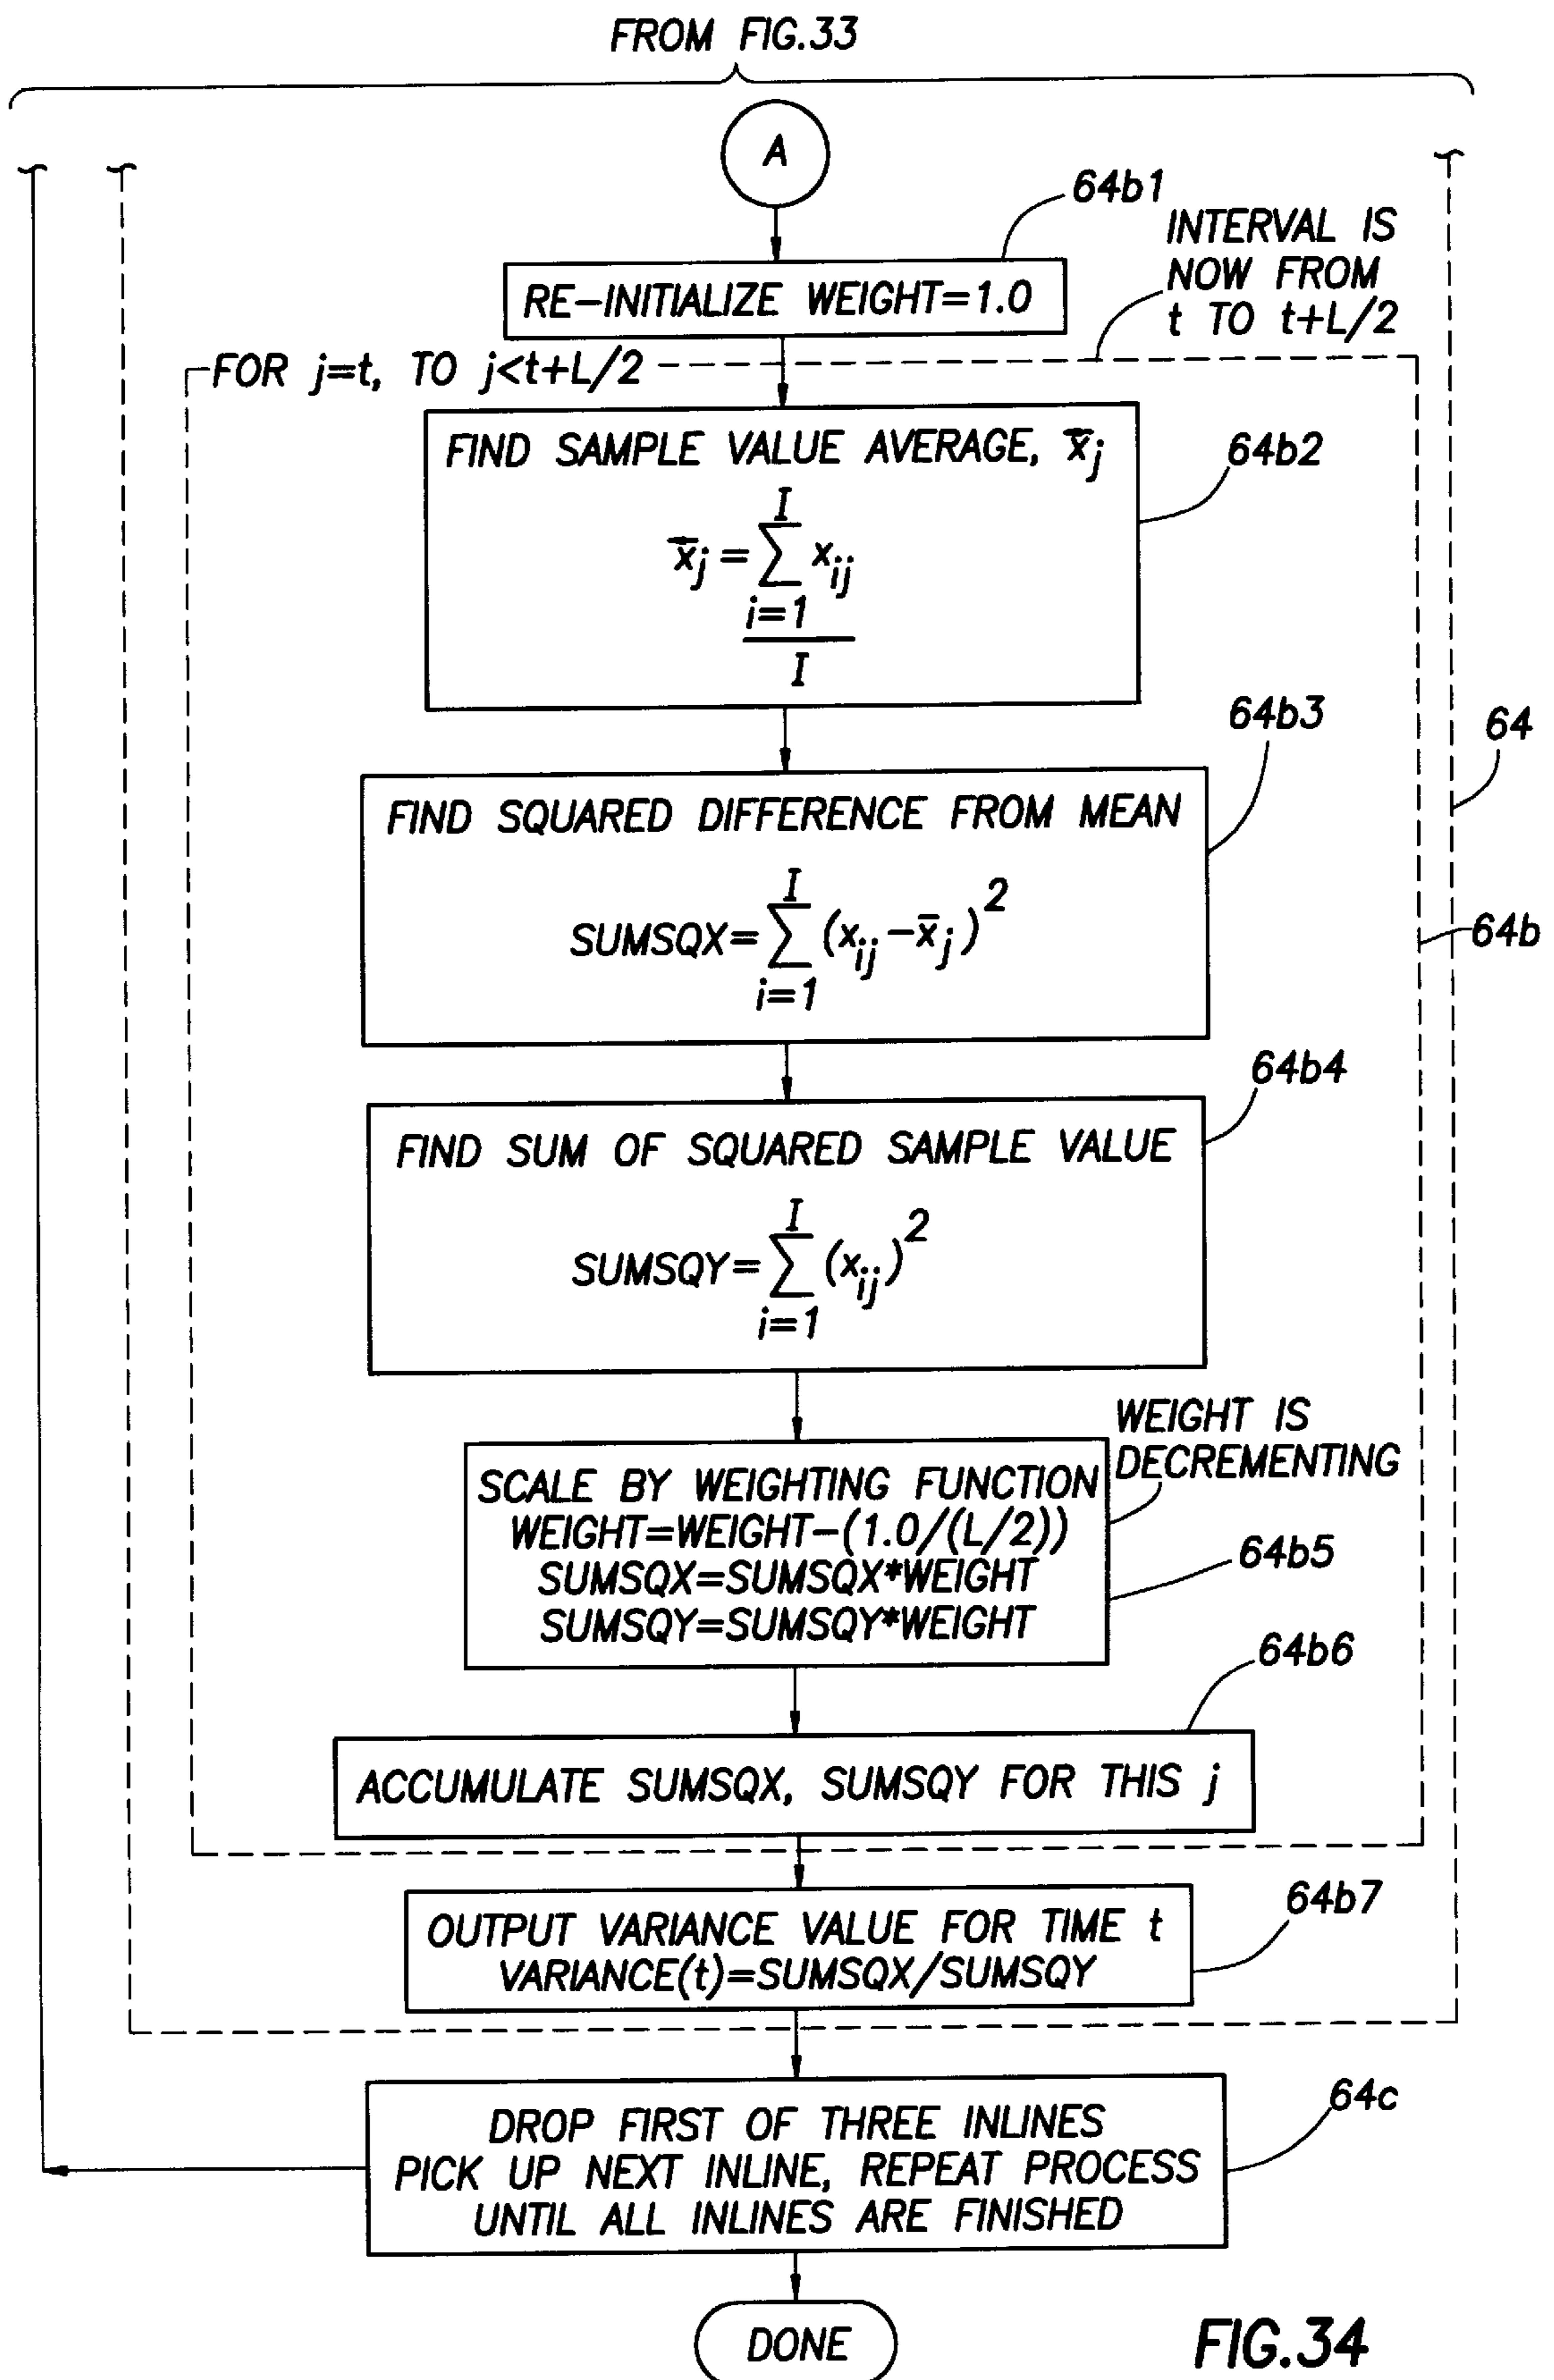 FROM FIG.33
A
64b1
INTERVAL IS
NOW FROM
t TO t+L/2
RE-INITIALIZE WEIGHT=1.0
FOR j=t, TO j<t+L/2
FIND SAMPLE VALUE AVERAGE, x̄j
64b2
I
x̄j = ∑ xij
i=1
I
64b3
64
FIND SQUARED DIFFERENCE FROM MEAN
I
SUMSQX=∑ (xij-x̄j)2
i=1
64b
64b4
FIND SUM OF SQUARED SAMPLE VALUE
I
SUMSQY=∑ (xij)2
i=1
WEIGHT IS
DECREMENTING
SCALE BY WEIGHTING FUNCTION
WEIGHT=WEIGHT-(1.0/(L/2))
SUMSQX=SUMSQX*WEIGHT
SUMSQY=SUMSQY*WEIGHT
64b5
64b6
ACCUMULATE SUMSQX, SUMSQY FOR THIS j
64b7
OUTPUT VARIANCE VALUE FOR TIME t
VARIANCE(t)=SUMSQX/SUMSQY
64c
DROP FIRST OF THREE INLINES
PICK UP NEXT INLINE, REPEAT PROCESS
UNTIL ALL INLINES ARE FINISHED
DONE
FIG.34